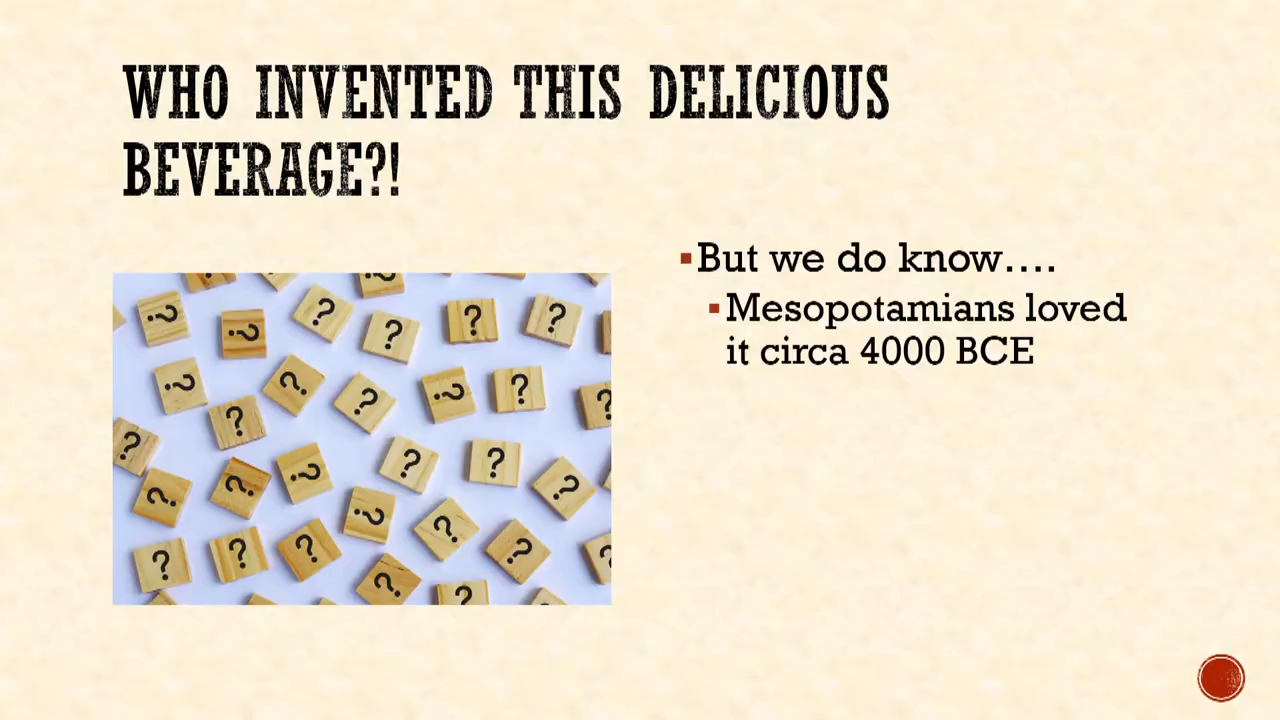 WHO INVENTED THIS DELICIOUS
BEVERAGE?!
▪But we do know....
▪Mesopotamians loved
it circa 4000 BCE